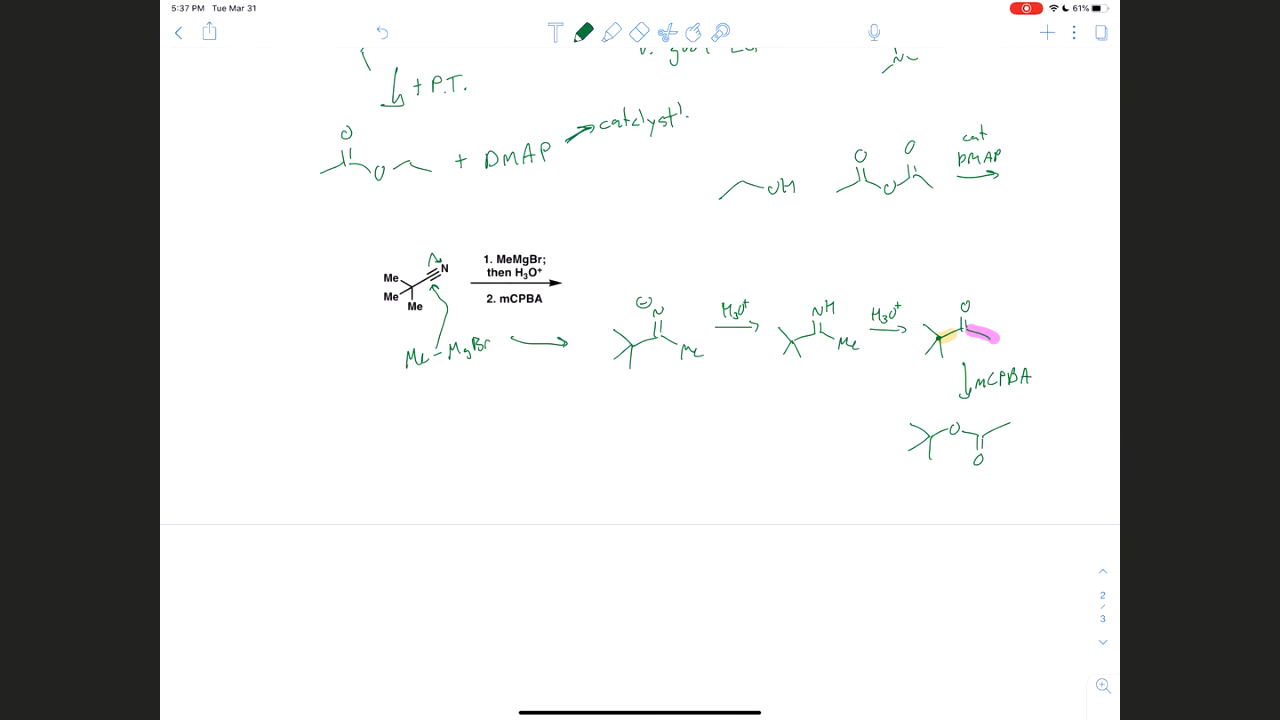 5:37 PM Tue Mar 31
61%
+ P.T.
O
O
+ DMAP
catalyst!
OH
O
O
O
cat
DMAP
N
Me
Me
Me
N
1. MeMgBr;
then H₃O⁺
2. mCPBA
Me-MgBr
⊖
N
Me
H₃O⁺
NH
Me
H₃O⁺
O
mCPBA
O
O
2
/
3